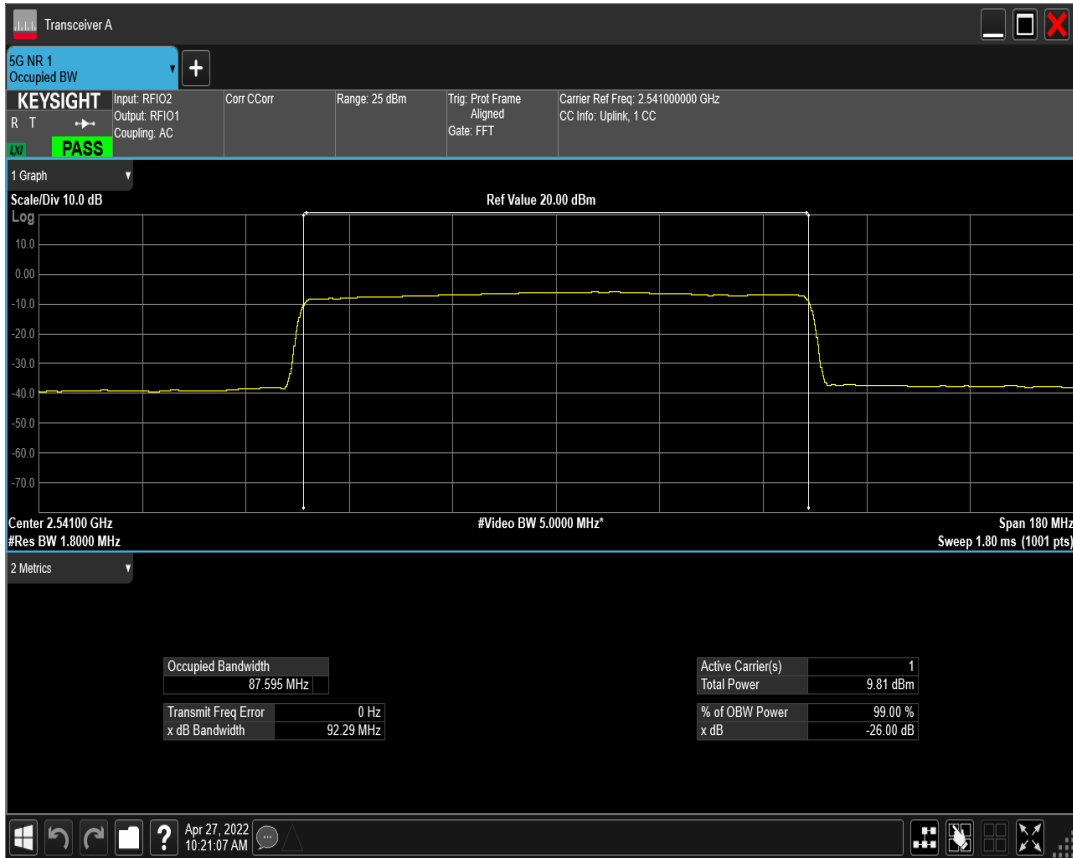 Transceiver A
5G NR 1
Occupied BW
+
KEYSIGHT
R T
LXI PASS
Input: RFIO2
Output: RFIO1
Coupling: AC
Corr CCorr
Range: 25 dBm
Trig: Prot Frame
Aligned
Gate: FFT
Carrier Ref Freq: 2.541000000 GHz
CC Info: Uplink, 1 CC
1 Graph
Scale/Div 10.0 dB
Ref Value 20.00 dBm
Log
10.0
0.00
-10.0
-20.0
-30.0
-40.0
-50.0
-60.0
-70.0
Center 2.54100 GHz
#Video BW 5.0000 MHz*
Span 180 MHz
#Res BW 1.8000 MHz
Sweep 1.80 ms (1001 pts)
2 Metrics
Occupied Bandwidth
87.595 MHz
Transmit Freq Error 0 Hz
x dB Bandwidth 92.29 MHz
Active Carrier(s) 1
Total Power 9.81 dBm
% of OBW Power 99.00 %
x dB -26.00 dB
?
Apr 27, 2022
10:21:07 AM